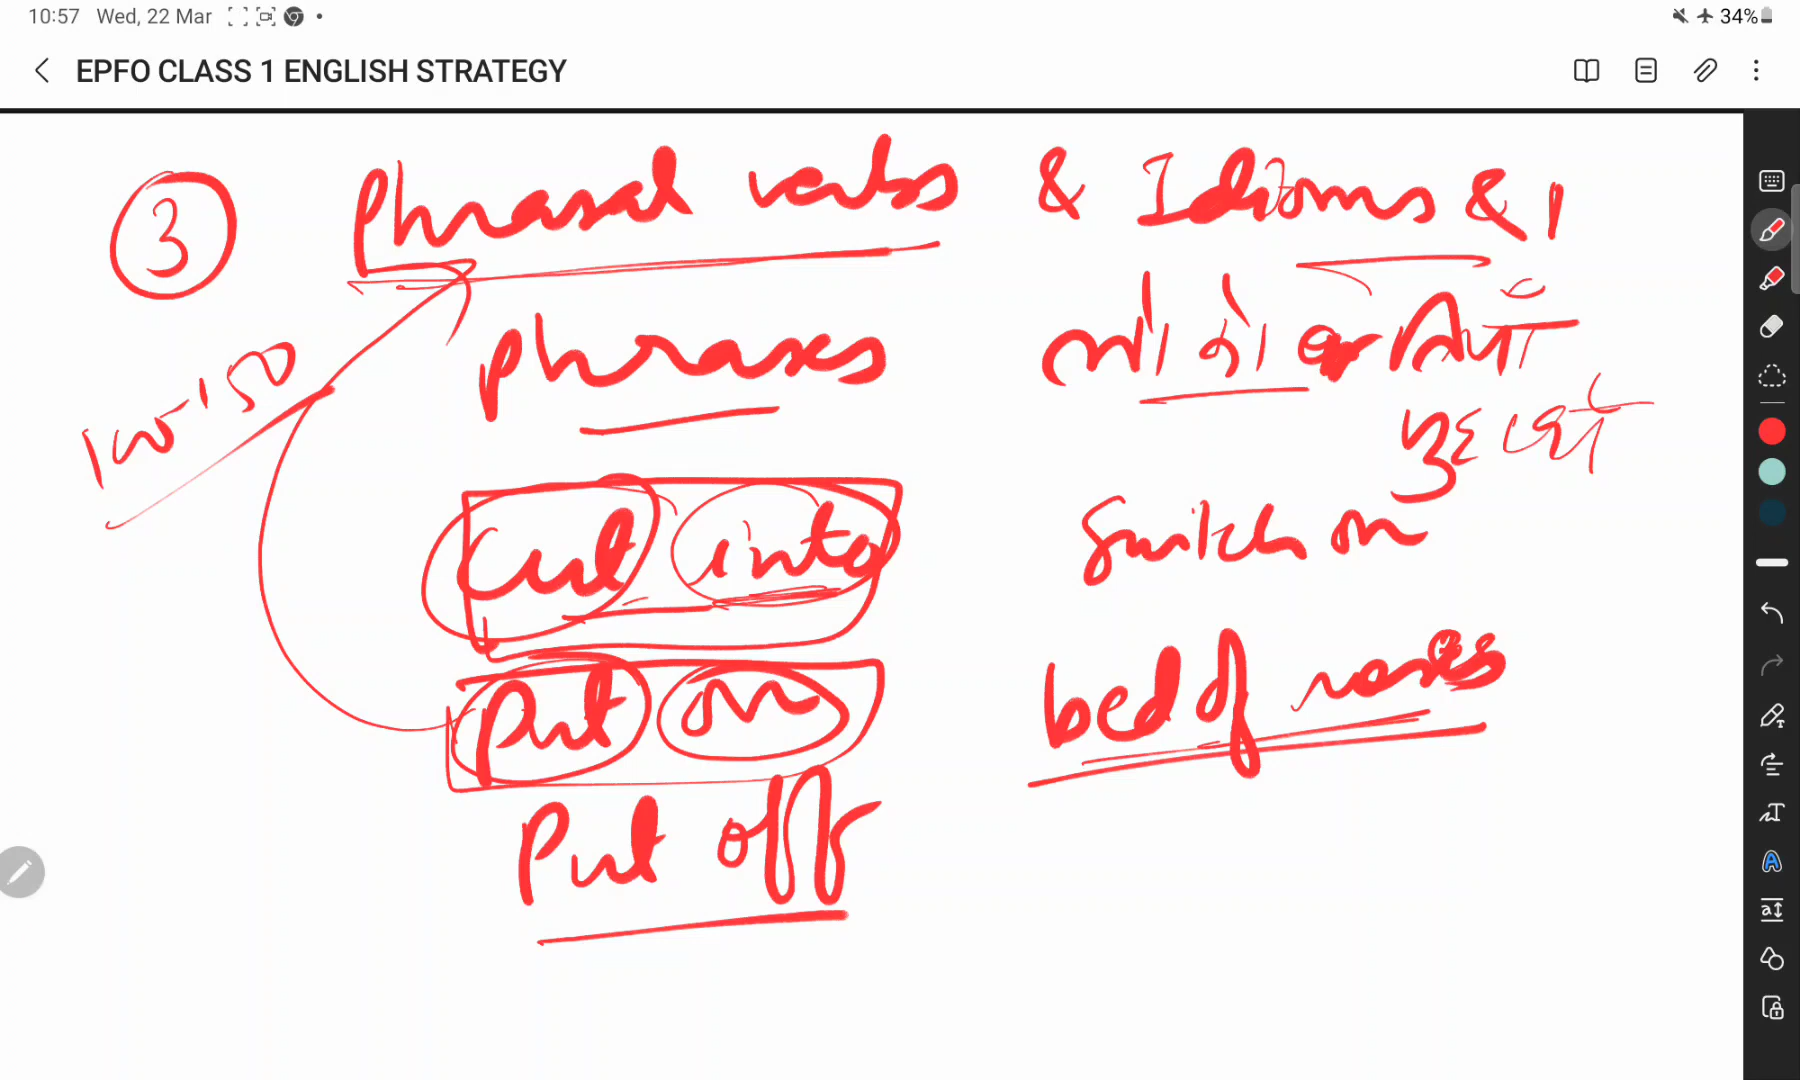 10:57 Wed, 22 Mar
34%
EPFO CLASS 1 ENGLISH STRATEGY
3 Phrasal verbs & Idioms &
phrases
लोकोक्तियाँ
मुहावरे
100-150
cut into
switch on
put on
bed of roses
Put off